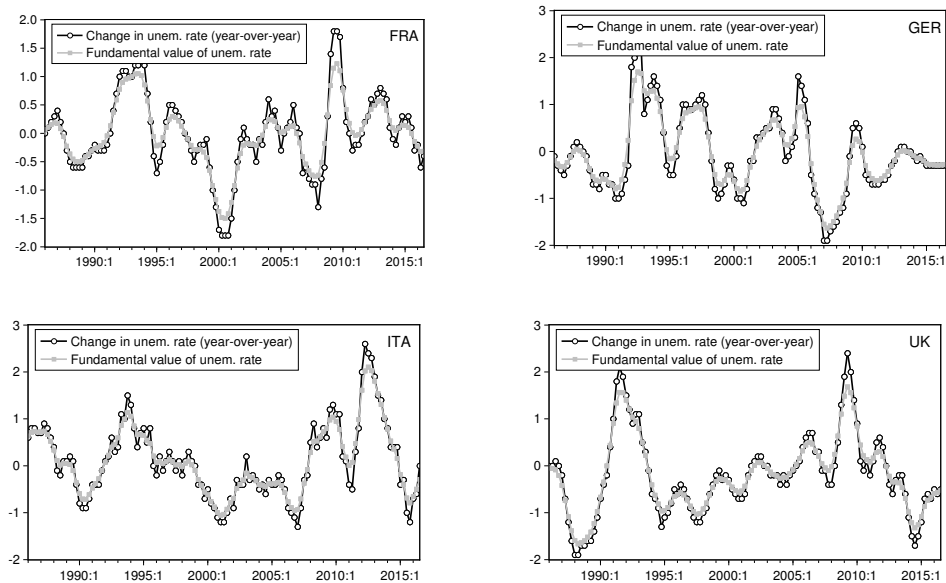 2.0
Change in unem. rate (year-over-year)
Fundamental value of unem. rate
FRA
1.5
1.0
0.5
0.0
-0.5
-1.0
-1.5
-2.0
1990:1 1995:1 2000:1 2005:1 2010:1 2015:1
3
Change in unem. rate (year-over-year)
Fundamental value of unem. rate
GER
2
1
0
-1
-2
1990:1 1995:1 2000:1 2005:1 2010:1 2015:1
3
Change in unem. rate (year-over-year)
Fundamental value of unem. rate
ITA
2
1
0
-1
-2
1990:1 1995:1 2000:1 2005:1 2010:1 2015:1
3
Change in unem. rate (year-over-year)
Fundamental value of unem. rate
UK
2
1
0
-1
-2
1990:1 1995:1 2000:1 2005:1 2010:1 2015:1